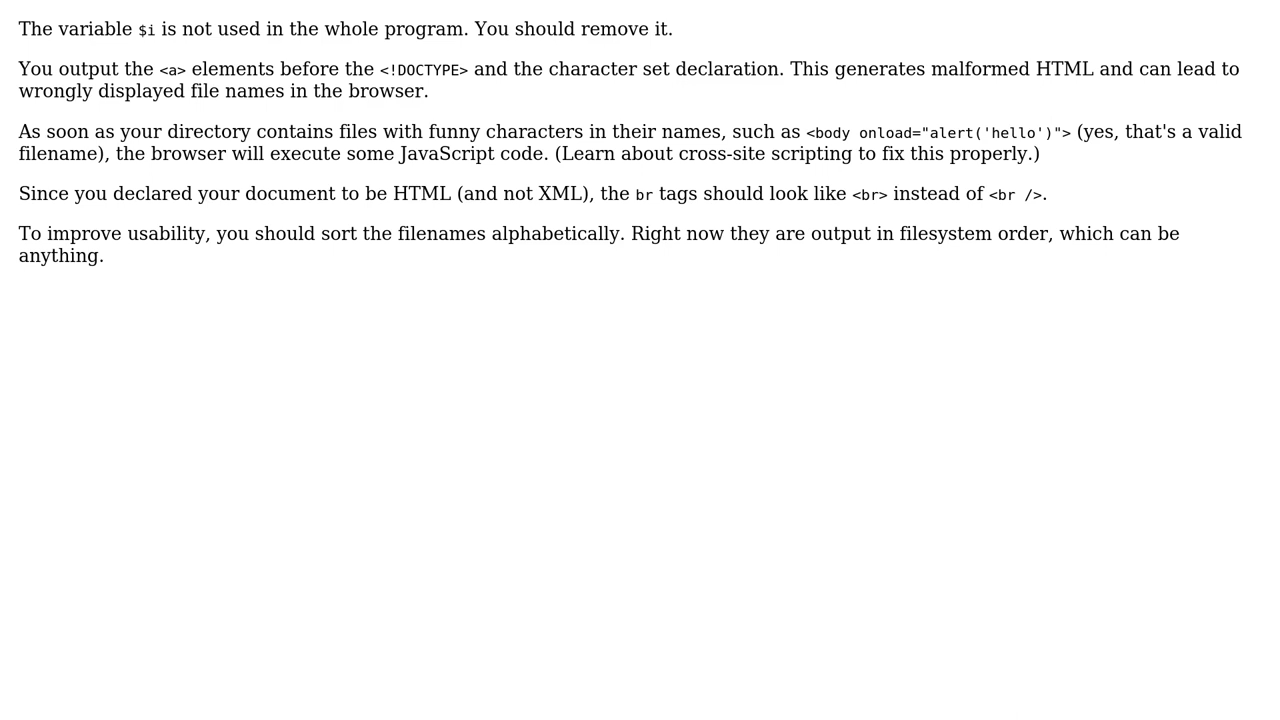 The variable $i is not used in the whole program. You should remove it.
You output the <a> elements before the <!DOCTYPE> and the character set declaration. This generates malformed HTML and can lead to
wrongly displayed file names in the browser.
As soon as your directory contains files with funny characters in their names, such as <body onload="alert('hello')"> (yes, that's a valid
filename), the browser will execute some JavaScript code. (Learn about cross-site scripting to fix this properly.)
Since you declared your document to be HTML (and not XML), the br tags should look like <br> instead of <br />.
To improve usability, you should sort the filenames alphabetically. Right now they are output in filesystem order, which can be
anything.